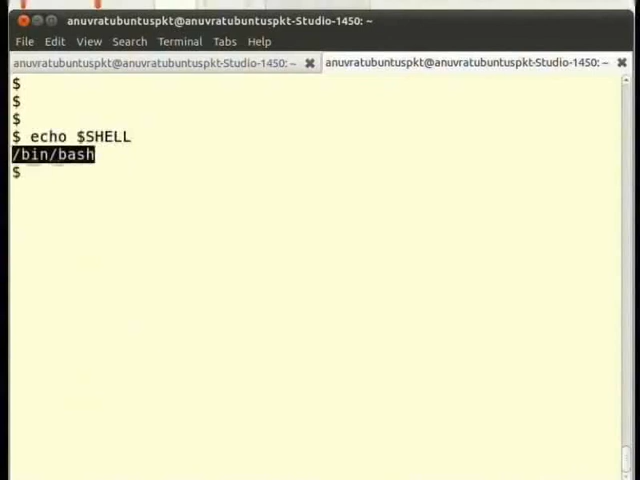 anuvratubuntuspkt@anuvratubuntuspkt-Studio-1450: ~
File Edit View Search Terminal Tabs Help
anuvratubuntuspkt@anuvratubuntuspkt-Studio-1450: ~ anuvratubuntuspkt@anuvratubuntuspkt-Studio-1450: ~
$
$
$
$ echo $SHELL
/bin/bash
$